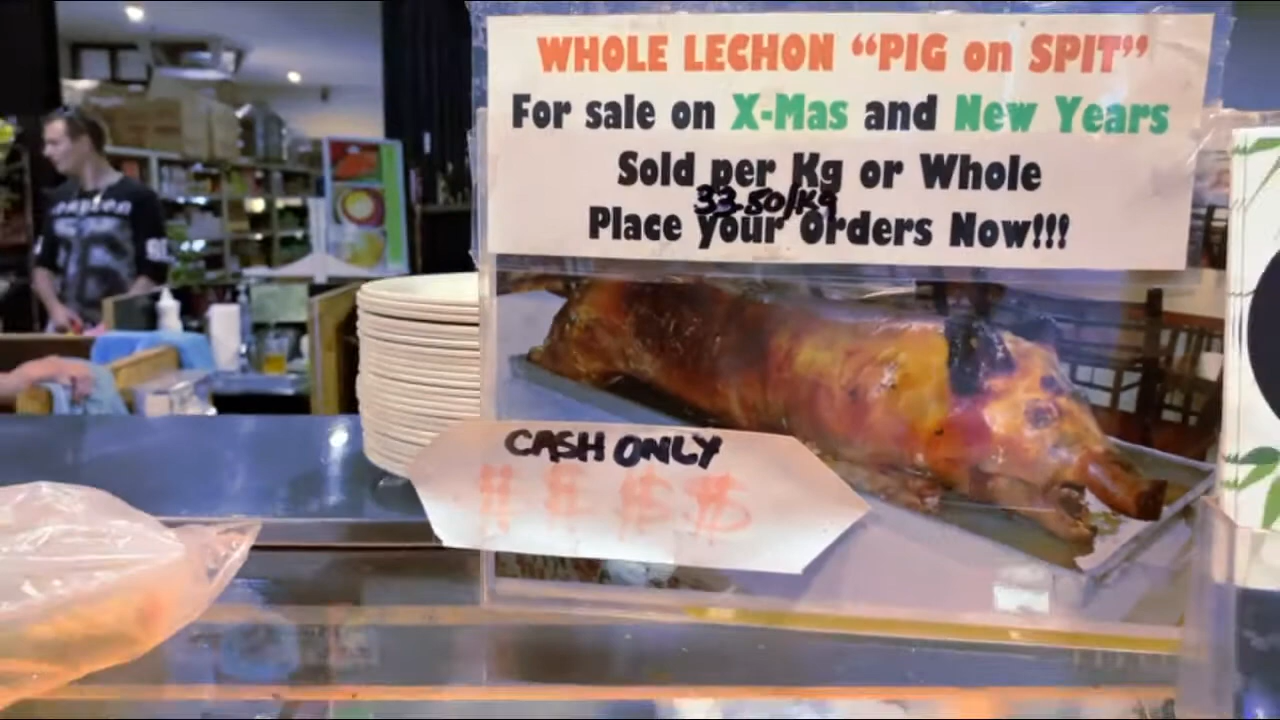 WHOLE LECHON “PIG on SPIT”
For sale on X-Mas and New Years
Sold per Kg or Whole
33.50/Kg
Place your Orders Now!!!
CASH ONLY
$ $ $ $